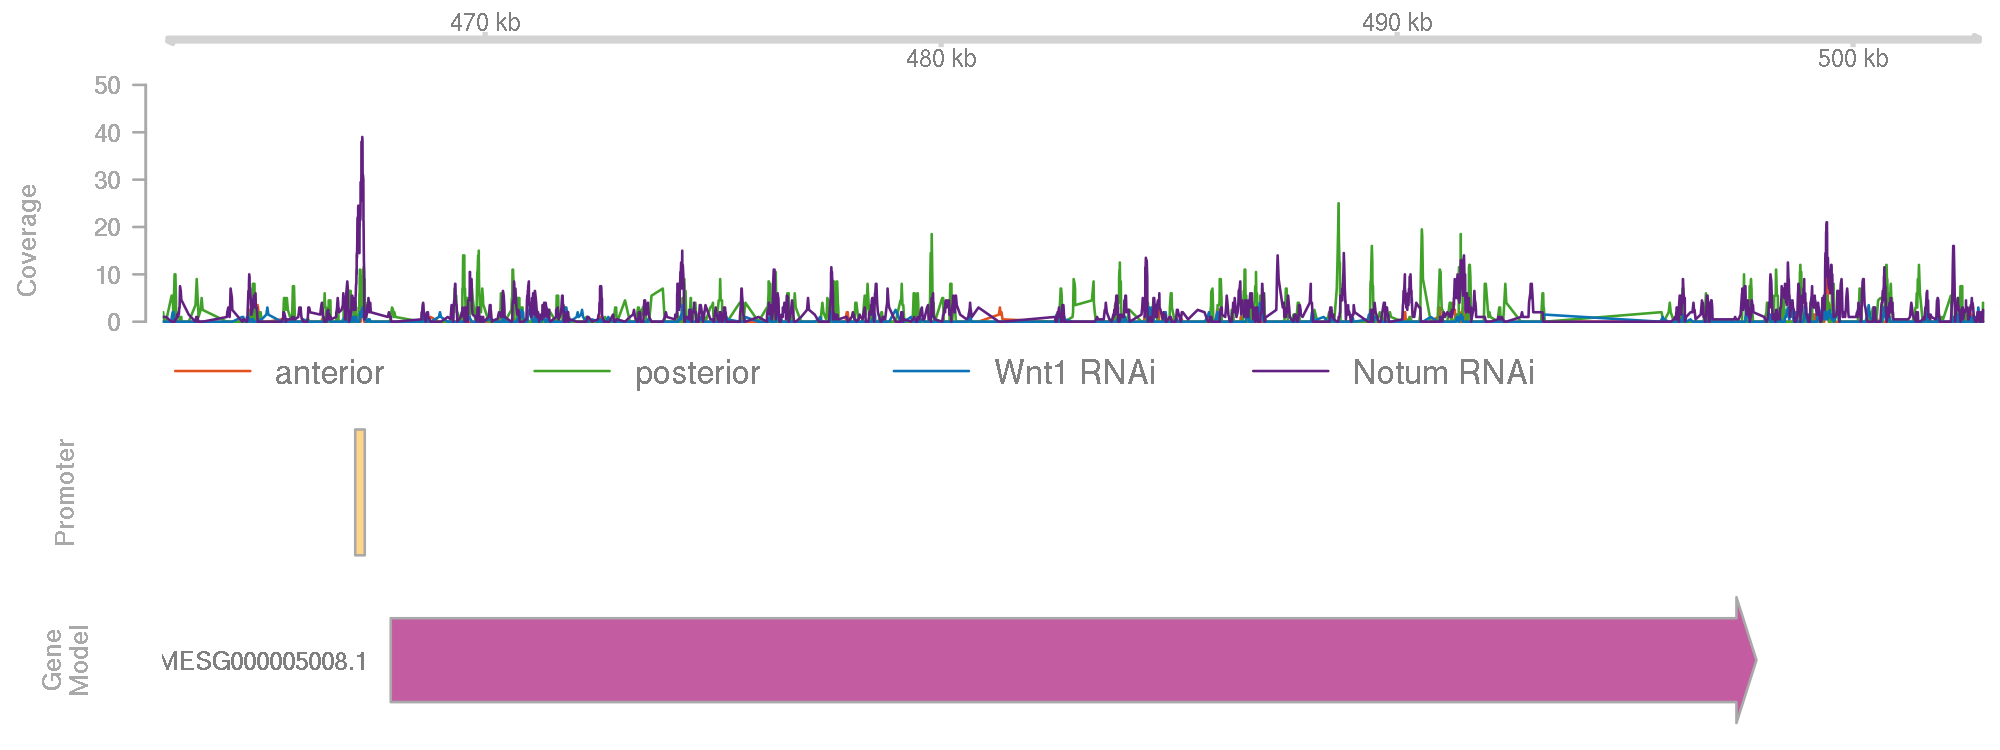 470 kb
490 kb
480 kb
500 kb
50
40
30
20
10
0
Coverage
anterior
posterior
Wnt1 RNAi
Notum RNAi
Promoter
Gene
Model
MESG000005008.1